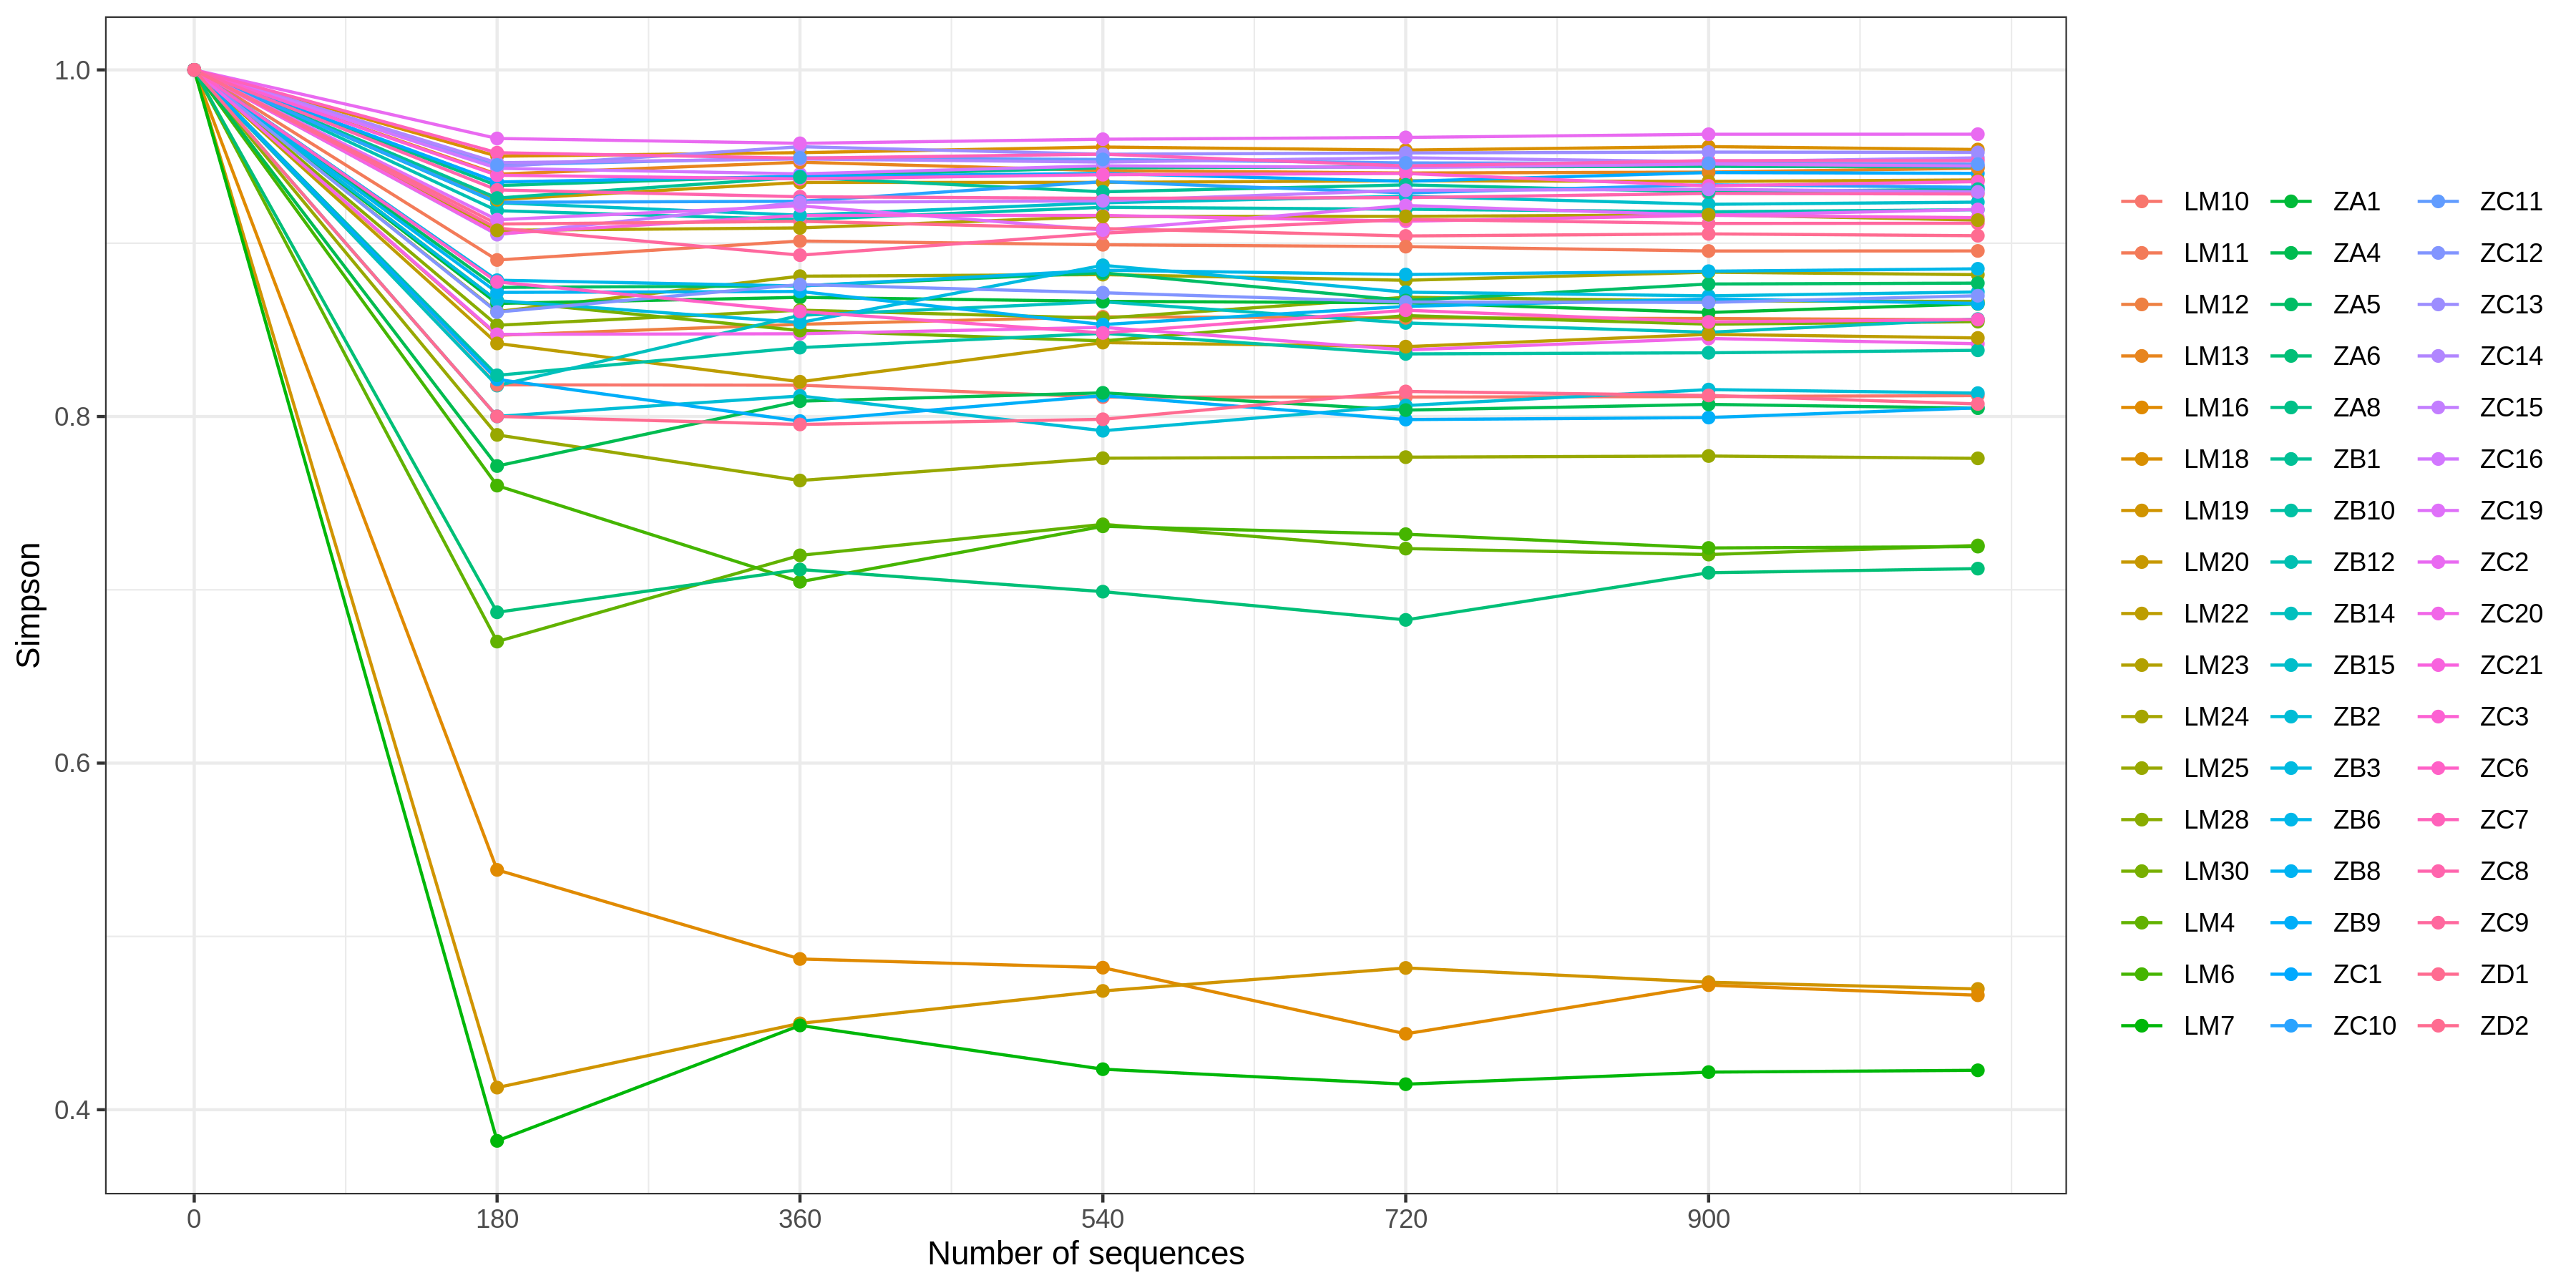 1.0
0.8
0.6
0.4
Simpson
0
180
360
540
720
900
Number of sequences
LM10
LM11
LM12
LM13
LM16
LM18
LM19
LM20
LM22
LM23
LM24
LM25
LM28
LM30
LM4
LM6
LM7
ZA1
ZA4
ZA5
ZA6
ZA8
ZB1
ZB10
ZB12
ZB14
ZB15
ZB2
ZB3
ZB6
ZB8
ZB9
ZC1
ZC10
ZC11
ZC12
ZC13
ZC14
ZC15
ZC16
ZC19
ZC2
ZC20
ZC21
ZC3
ZC6
ZC7
ZC8
ZC9
ZD1
ZD2